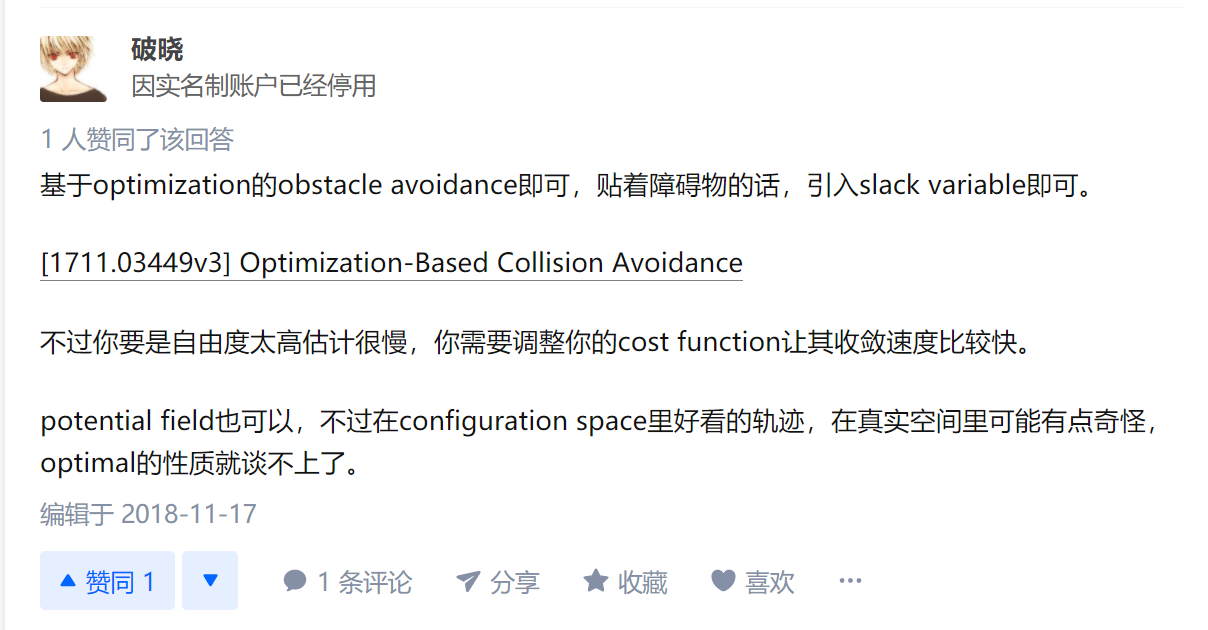 破晓
因实名制账户已经停用
1 人赞同了该回答
基于optimization的obstacle avoidance即可，贴着障碍物的话，引入slack variable即可。
[1711.03449v3] Optimization-Based Collision Avoidance
不过你要是自由度太高估计很慢，你需要调整你的cost function让其收敛速度比较快。
potential field也可以，不过在configuration space里好看的轨迹，在真实空间里可能有点奇怪，
optimal的性质就谈不上了。
编辑于 2018-11-17
赞同 1 1 条评论 分享 收藏 喜欢